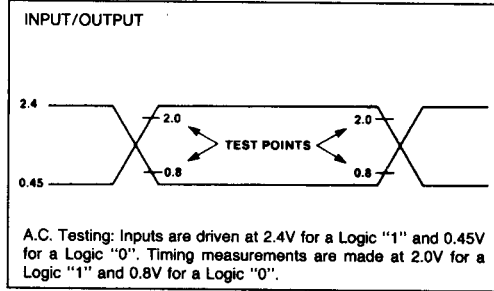 INPUT/OUTPUT
2.4
2.0 2.0
TEST POINTS
0.8 0.8
0.45
A.C. Testing: Inputs are driven at 2.4V for a Logic "1" and 0.45V
for a Logic "0". Timing measurements are made at 2.0V for a
Logic "1" and 0.8V for a Logic "0".